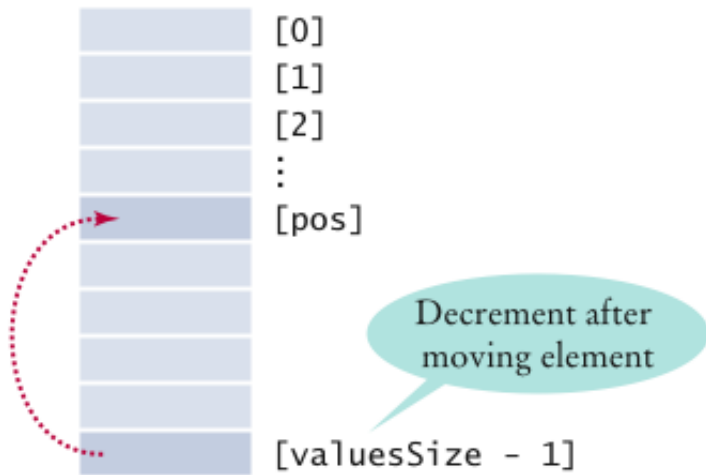 [0]
[1]
[2]
⋮
[pos]
Decrement after
moving element
[valuesSize - 1]